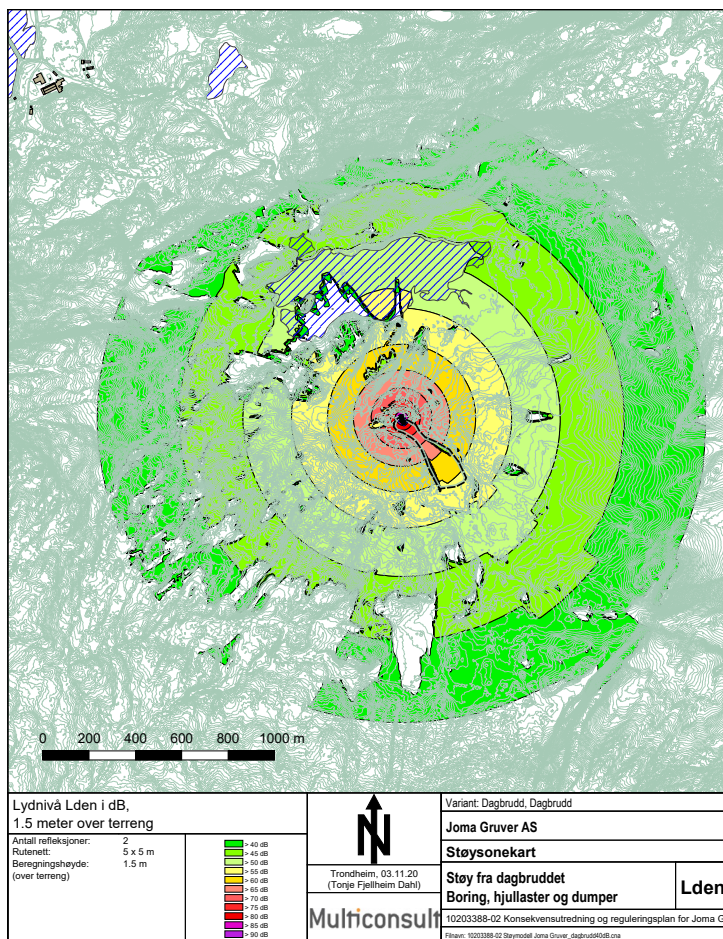 0 200 400 600 800 1000 m
Lydnivå Lden i dB,
1.5 meter over terreng
Antall refleksjoner: 2
Rutenett: 5 x 5 m
Beregningshøyde: 1.5 m
(over terreng)
> 40 dB
> 45 dB
> 50 dB
> 55 dB
> 60 dB
> 65 dB
> 70 dB
> 75 dB
> 80 dB
> 85 dB
> 90 dB
N
Trondheim, 03.11.20
(Tonje Fjellheim Dahl)
Multiconsult
Variant: Dagbrudd, Dagbrudd
Joma Gruver AS
Støysonekart
Støy fra dagbruddet
Boring, hjullaster og dumper
Lden
10203388-02 Konsekvensutredning og reguleringsplan for Joma G
Filnavn: 10203388-02 Støymodell Joma Gruver_dagbrudd40dB.cna